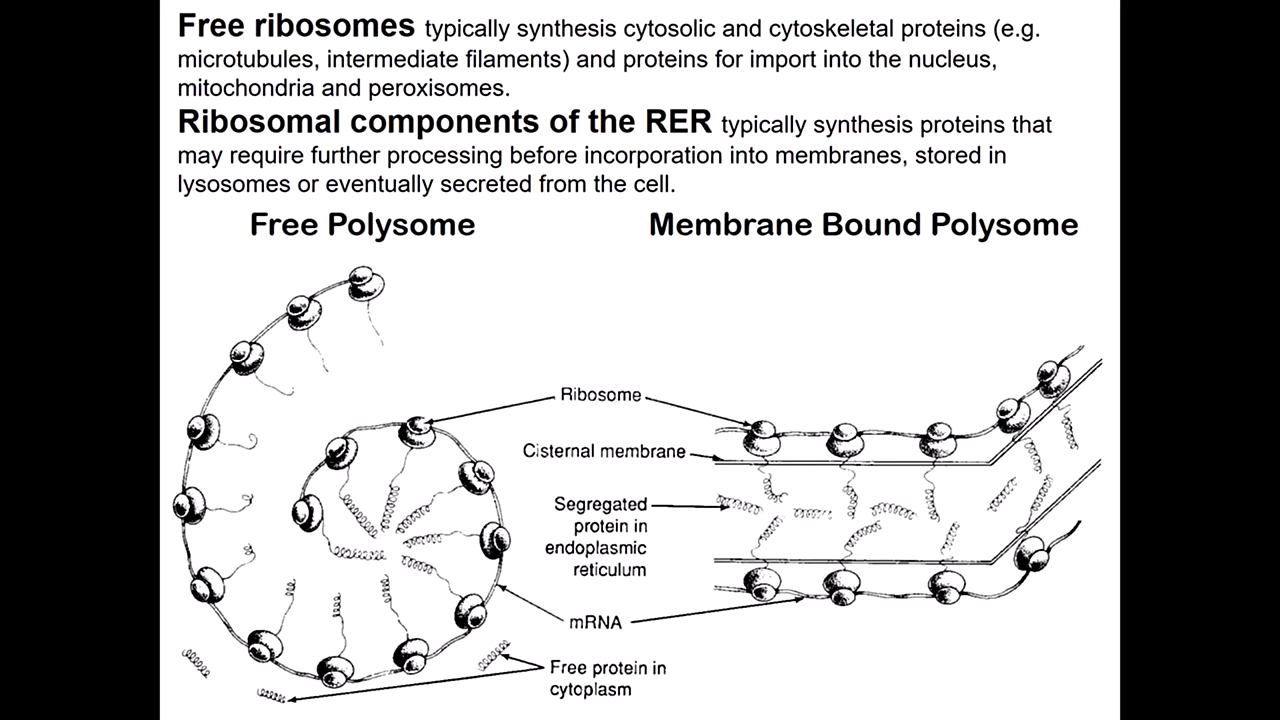 Free ribosomes typically synthesis cytosolic and cytoskeletal proteins (e.g.
microtubules, intermediate filaments) and proteins for import into the nucleus,
mitochondria and peroxisomes.
Ribosomal components of the RER typically synthesis proteins that
may require further processing before incorporation into membranes, stored in
lysosomes or eventually secreted from the cell.
Free Polysome
Membrane Bound Polysome
Ribosome
Cisternal membrane
Segregated
protein in
endoplasmic
reticulum
mRNA
Free protein in
cytoplasm